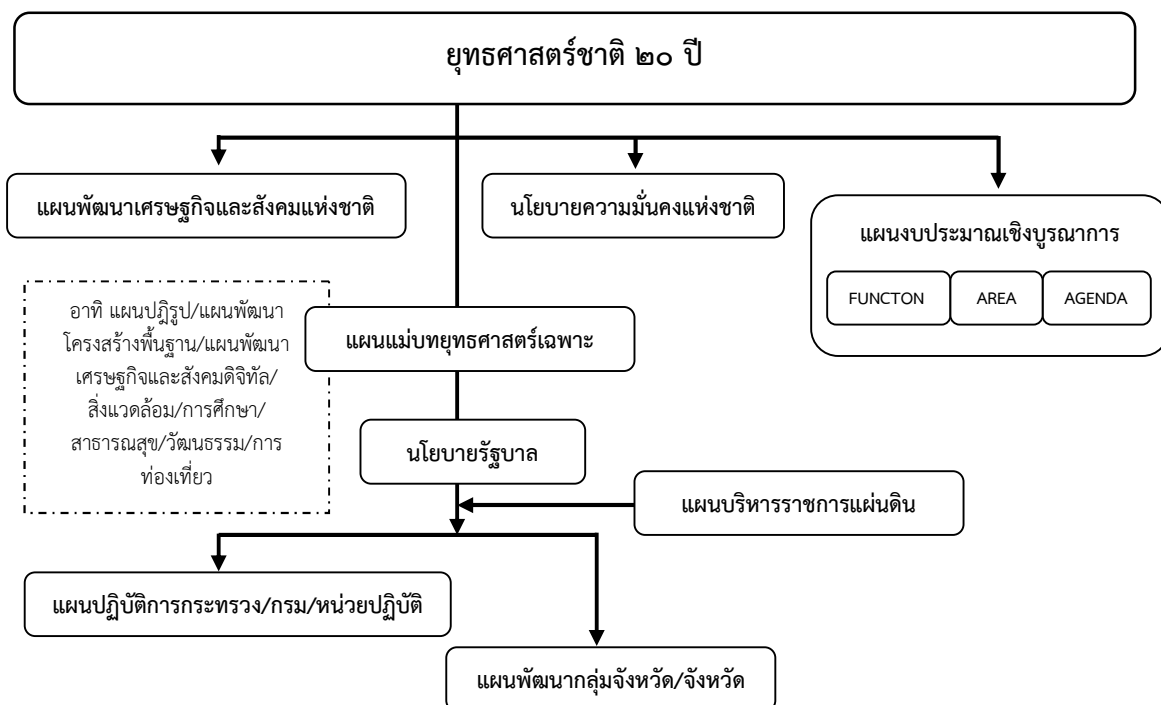 ยุทธศาสตร์ชาติ ๒๐ ปี
แผนพัฒนาเศรษฐกิจและสังคมแห่งชาติ
นโยบายความมั่นคงแห่งชาติ
แผนงบประมาณเชิงบูรณาการ
FUNCTON
AREA
AGENDA
อาทิ แผนปฎิรูป/แผนพัฒนา
โครงสร้างพื้นฐาน/แผนพัฒนา
เศรษฐกิจและสังคมดิจิทัล/
สิ่งแวดล้อม/การศึกษา/
สาธารณสุข/วัฒนธรรม/การ
ท่องเที่ยว
แผนแม่บทยุทธศาสตร์เฉพาะ
นโยบายรัฐบาล
แผนบริหารราชการแผ่นดิน
แผนปฏิบัติการกระทรวง/กรม/หน่วยปฏิบัติ
แผนพัฒนากลุ่มจังหวัด/จังหวัด